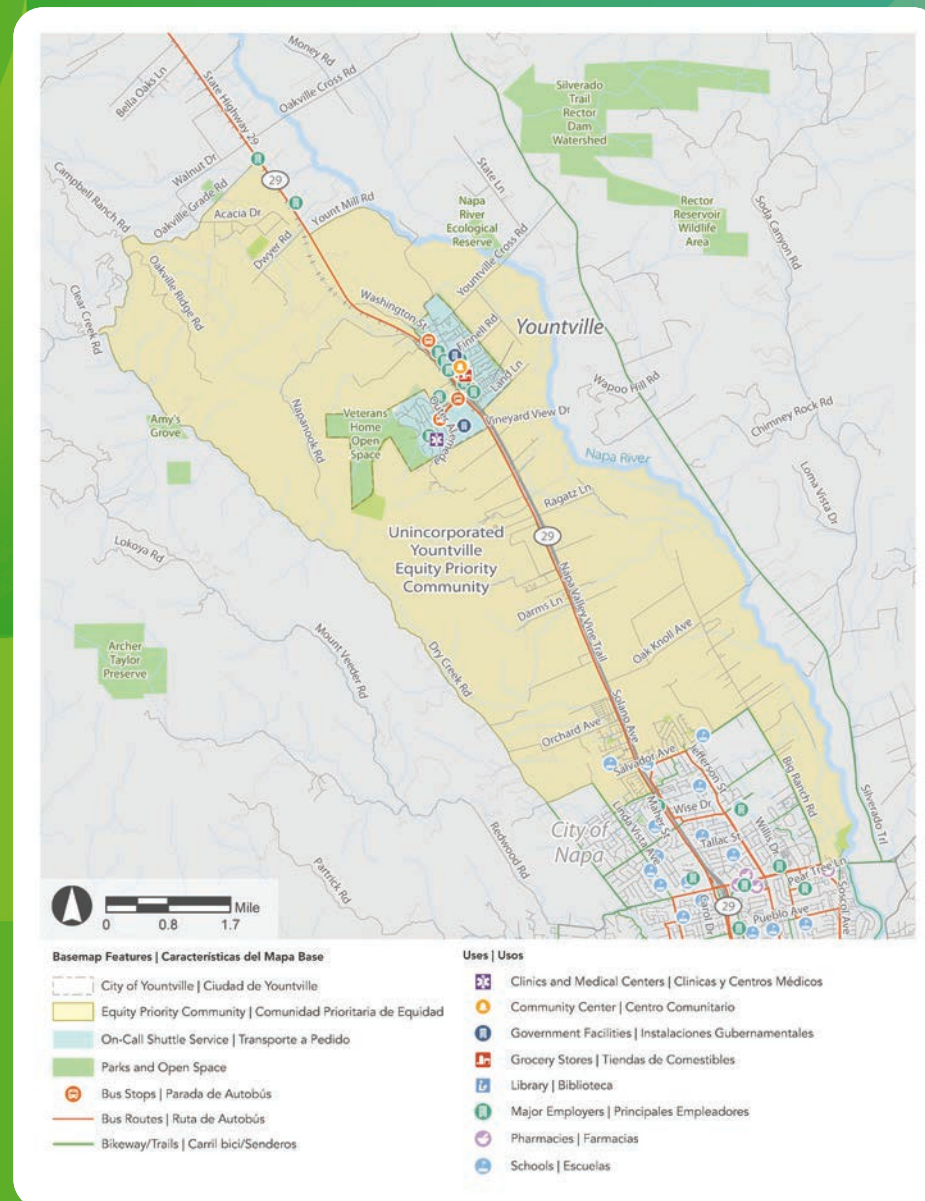 Money Rd
Bella Oaks Ln
State Highway 29
Oakville Cross Rd
Silverado
Trail
Rector
Dam
Watershed
Walnut Dr
29
Campbell Ranch Rd
Oakville Grade Rd
Acacia Dr
Yount Mill Rd
State Ln
Napa
River
Ecological
Reserve
Rector
Reservoir
Wildlife
Area
Soda Canyon Rd
Dwyer Rd
Yountville Cross Rd
Oakville Ridge Rd
Clear Creek Rd
Washington St
Finnell Rd
Yountville
Land Ln
Wapoo Hill Rd
Chimney Rock Rd
Amy's
Grove
Napanook Rd
Veterans
Home
Open
Space
Vineyard View Dr
Napa River
Loma Vista Dr
Ragatz Ln
Unincorporated
Yountville
Equity Priority
Community
29
Lokoya Rd
Napa Valley Vine Trail
Darms Ln
Archer
Taylor
Preserve
Mount Veeder Rd
Dry Creek Rd
Oak Knoll Ave
Solano Ave
Orchard Ave
Salvador Ave
Jefferson St
Big Ranch Rd
Silverado Trl
City of
Napa
Linda Vista Ave
Maher St
Wise Dr
Tallac St
Willis Dr
Redwood Rd
Partrick Rd
Pear Tree Ln
Soscol Ave
Carol Dr
29
Pueblo Ave
Mile
0 0.8 1.7
Basemap Features | Características del Mapa Base
City of Yountville | Ciudad de Yountville
Equity Priority Community | Comunidad Prioritaria de Equidad
On-Call Shuttle Service | Transporte a Pedido
Parks and Open Space
Bus Stops | Parada de Autobús
Bus Routes | Ruta de Autobús
Bikeway/Trails | Carril bici/Senderos
Uses | Usos
Clinics and Medical Centers | Clínicas y Centros Médicos
Community Center | Centro Comunitario
Government Facilities | Instalaciones Gubernamentales
Grocery Stores | Tiendas de Comestibles
Library | Biblioteca
Major Employers | Principales Empleadores
Pharmacies | Farmacias
Schools | Escuelas